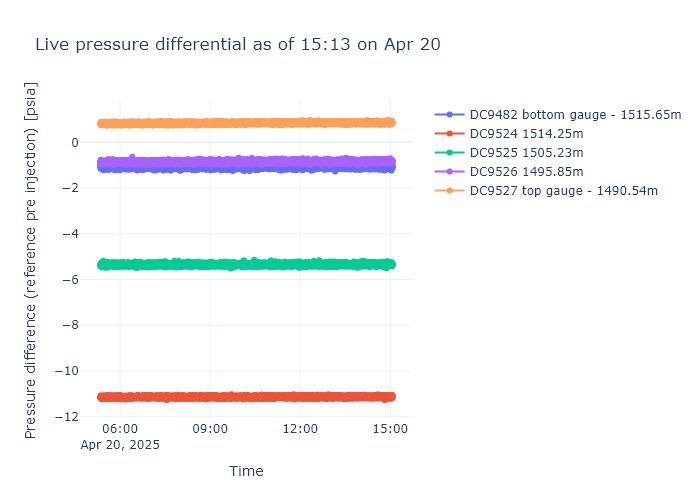 Live pressure differential as of 15:13 on Apr 20
Pressure difference (reference pre injection) [psia]
0
−2
−4
−6
−8
−10
−12
06:00
09:00
12:00
15:00
Apr 20, 2025
Time
DC9482 bottom gauge - 1515.65m
DC9524 1514.25m
DC9525 1505.23m
DC9526 1495.85m
DC9527 top gauge - 1490.54m